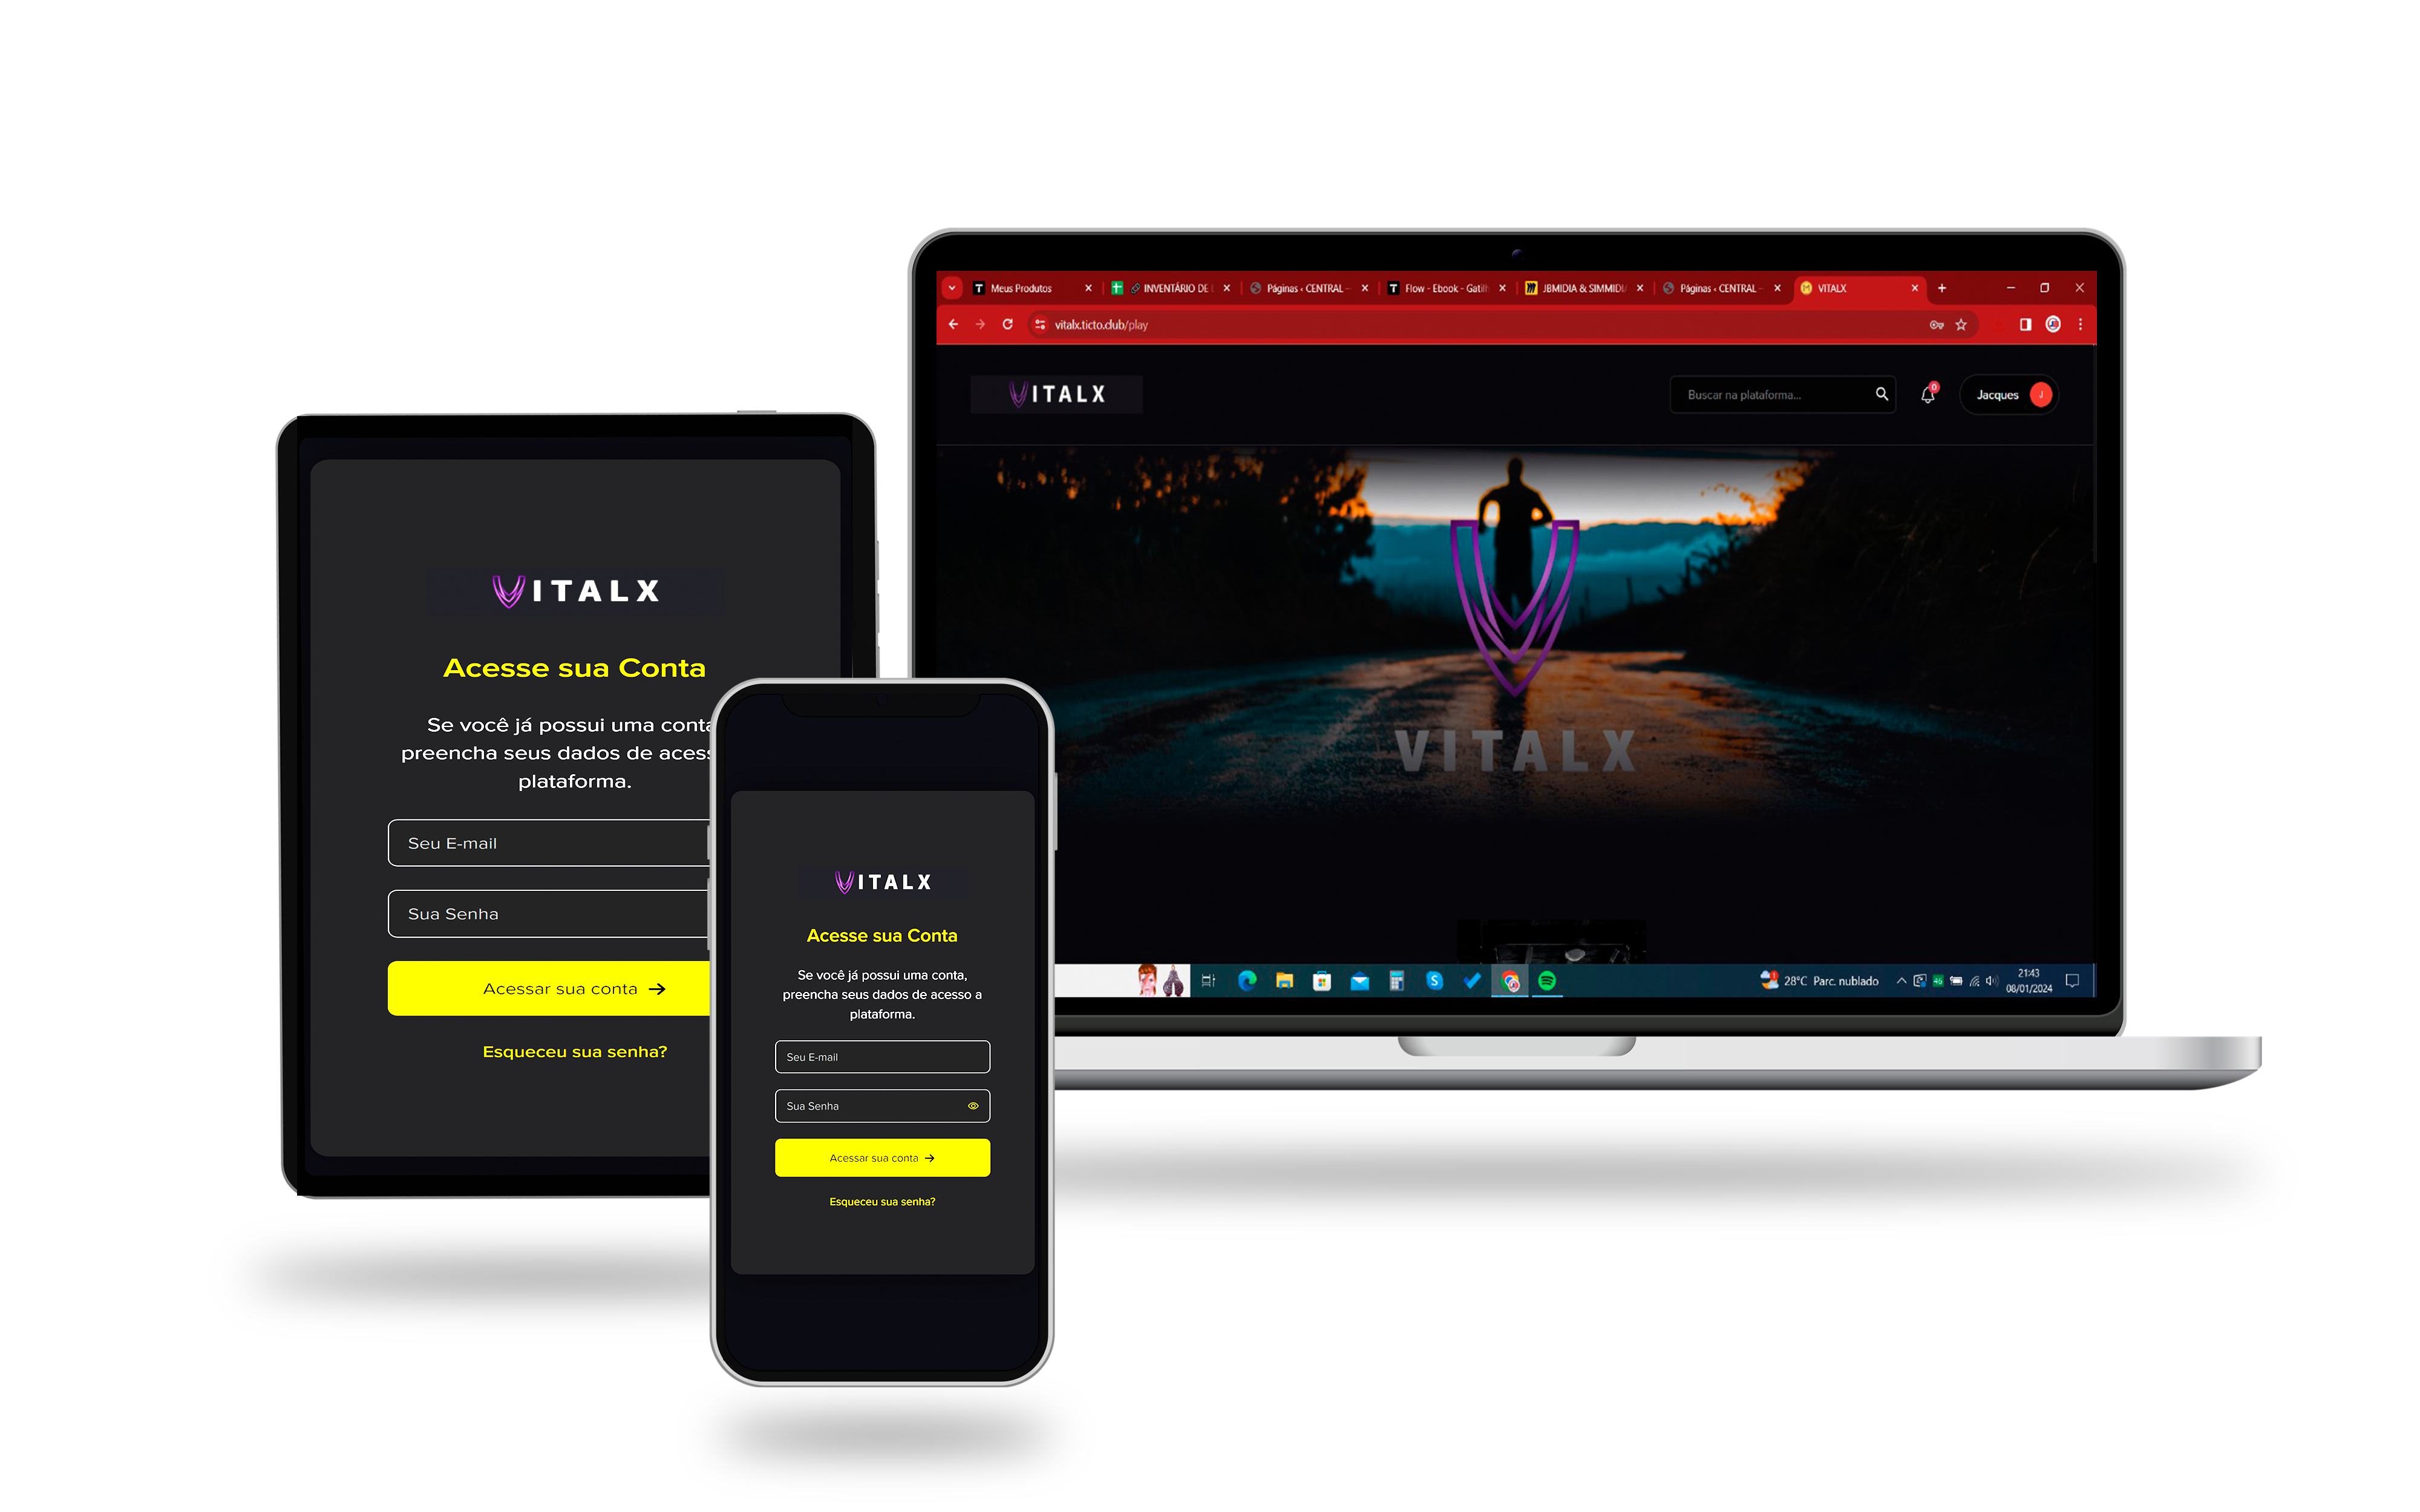 Meus Produtos
INVENTÁRIO DE L
Páginas ‹ CENTRAL –
Flow - Ebook - Gatilh
JBMIDIA & SIMMIDI
Páginas ‹ CENTRAL –
VITALX
vitalx.ticto.club/play
VITALX
Buscar na plataforma...
0
Jacques
J
VITALX
28°C Parc. nublado
46
21:43
08/01/2024
VITALX
Acesse sua Conta
Se você já possui uma conta
preencha seus dados de aces
plataforma.
Seu E-mail
Sua Senha
Acessar sua conta →
Esqueceu sua senha?
VITALX
Acesse sua Conta
Se você já possui uma conta,
preencha seus dados de acesso a
plataforma.
Seu E-mail
Sua Senha
Acessar sua conta →
Esqueceu sua senha?